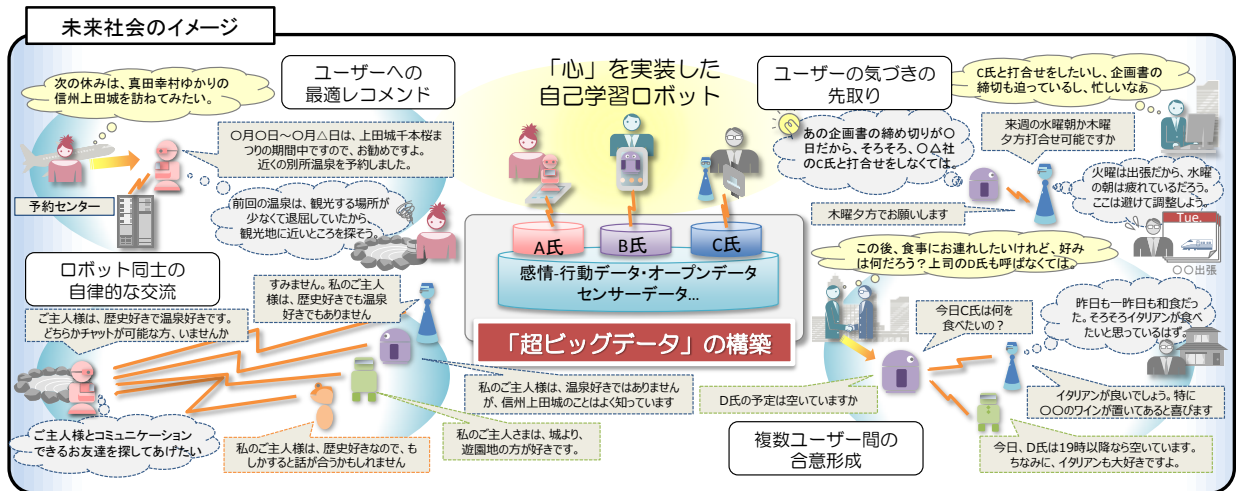 未来社会のイメージ
次の休みは、真田幸村ゆかりの
信州上田城を訪ねてみたい。
ユーザーへの
最適レコメンド
〇月〇日～〇月△日は、上田城千本桜ま
つりの期間中ですので、お勧めですよ。
近くの別所温泉を予約しました。
予約センター
前回の温泉は、観光する場所が
少なくて退屈していたから、
観光地に近いところを探そう。
「心」を実装した
自己学習ロボット
A氏
B氏
C氏
感情-行動データ・オープンデータ
センサーデータ...
「超ビッグデータ」の構築
ユーザーの気づきの
先取り
C氏と打合せをしたいし、企画書の
締切も迫っているし、忙しいなぁ
あの企画書の締め切りが〇
日だから、そろそろ、〇△社
のC氏と打合せをしなくては。
来週の水曜朝か木曜
夕方打合せ可能ですか
火曜は出張だから、水曜
の朝は疲れているだろう。
ここは避けて調整しよう。
木曜夕方でお願いします
Tue.
〇〇出張
ロボット同士の
自律的な交流
すみません。私のご主人
様は、歴史好きでも温泉
好きでもありません
ご主人様は、歴史好きで温泉好きです。
どちらかチャットが可能な方、いませんか
私のご主人様は、温泉好きではありません
が、信州上田城のことはよく知っています
ご主人様とコミュニケーション
できるお友達を探してあげたい
私のご主人様は、歴史好きなので、も
しかすると話が合うかもしれません
私のご主人さまは、城より、
遊園地の方が好きです。
この後、食事にお連れしたいけれど、好み
は何だろう？上司のD氏も呼ばなくては。
今日C氏は何を
食べたいの？
昨日も一昨日も和食だっ
た。そろそろイタリアンが食べ
たいと思っているはず。
D氏の予定は空いていますか
イタリアンが良いでしょう。特に
〇〇のワインが置いてあると喜びます
複数ユーザー間の
合意形成
今日、D氏は19時以降なら空いています。
ちなみに、イタリアンも大好きですよ。